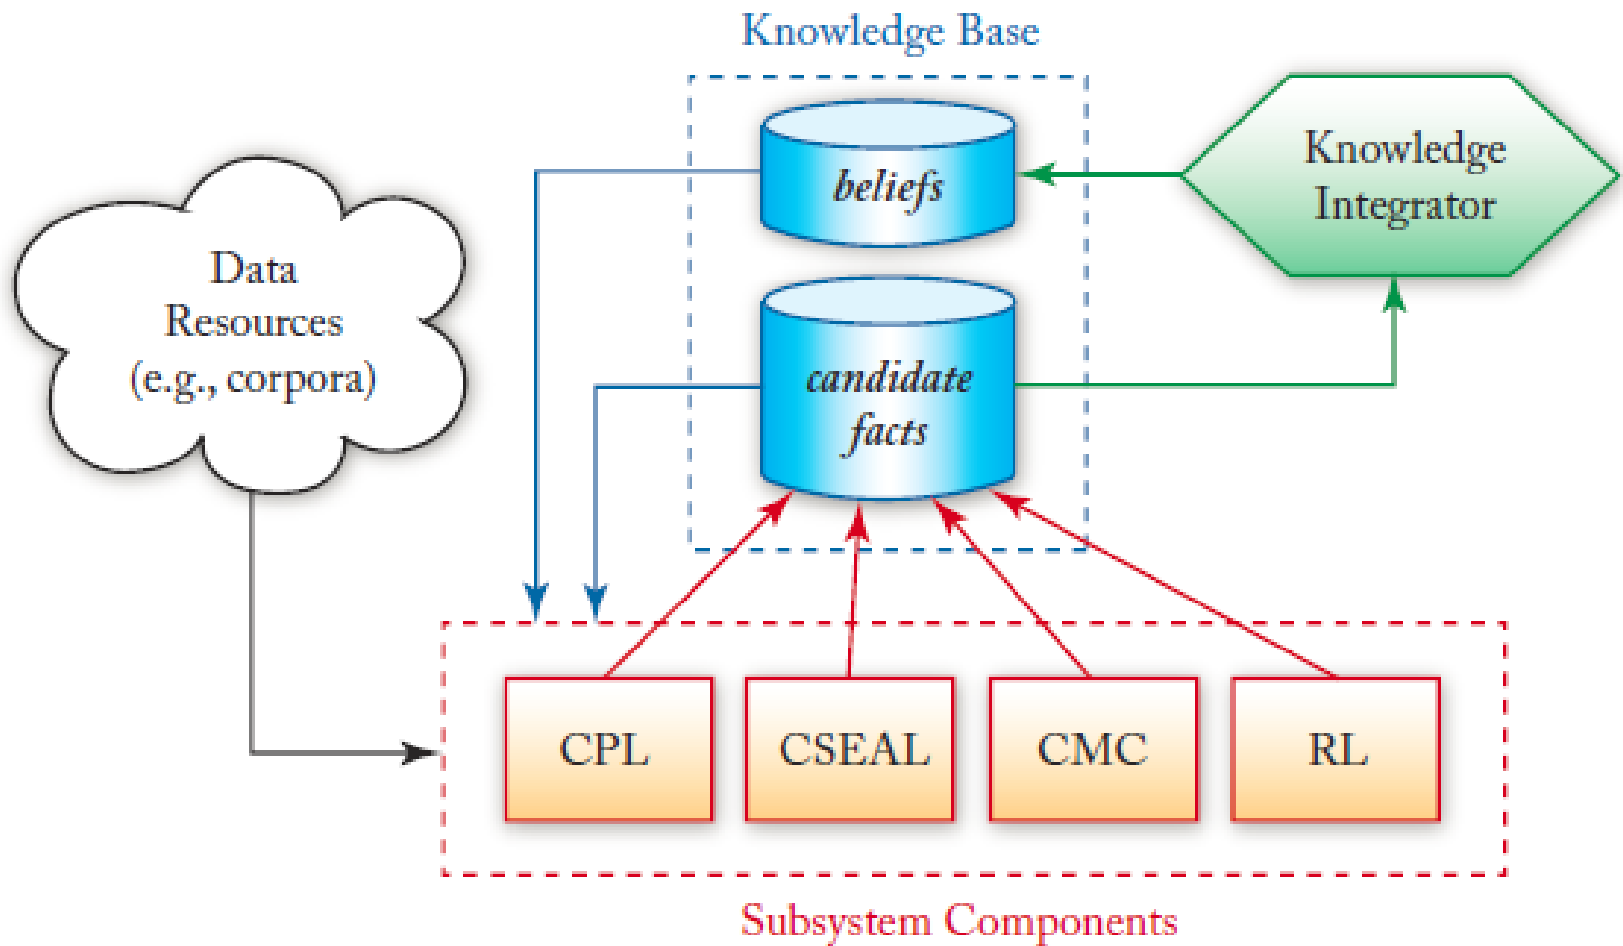 Knowledge Base
beliefs
Knowledge
Integrator
Data
Resources
(e.g., corpora)
candidate
facts
CPL
CSEAL
CMC
RL
Subsystem Components